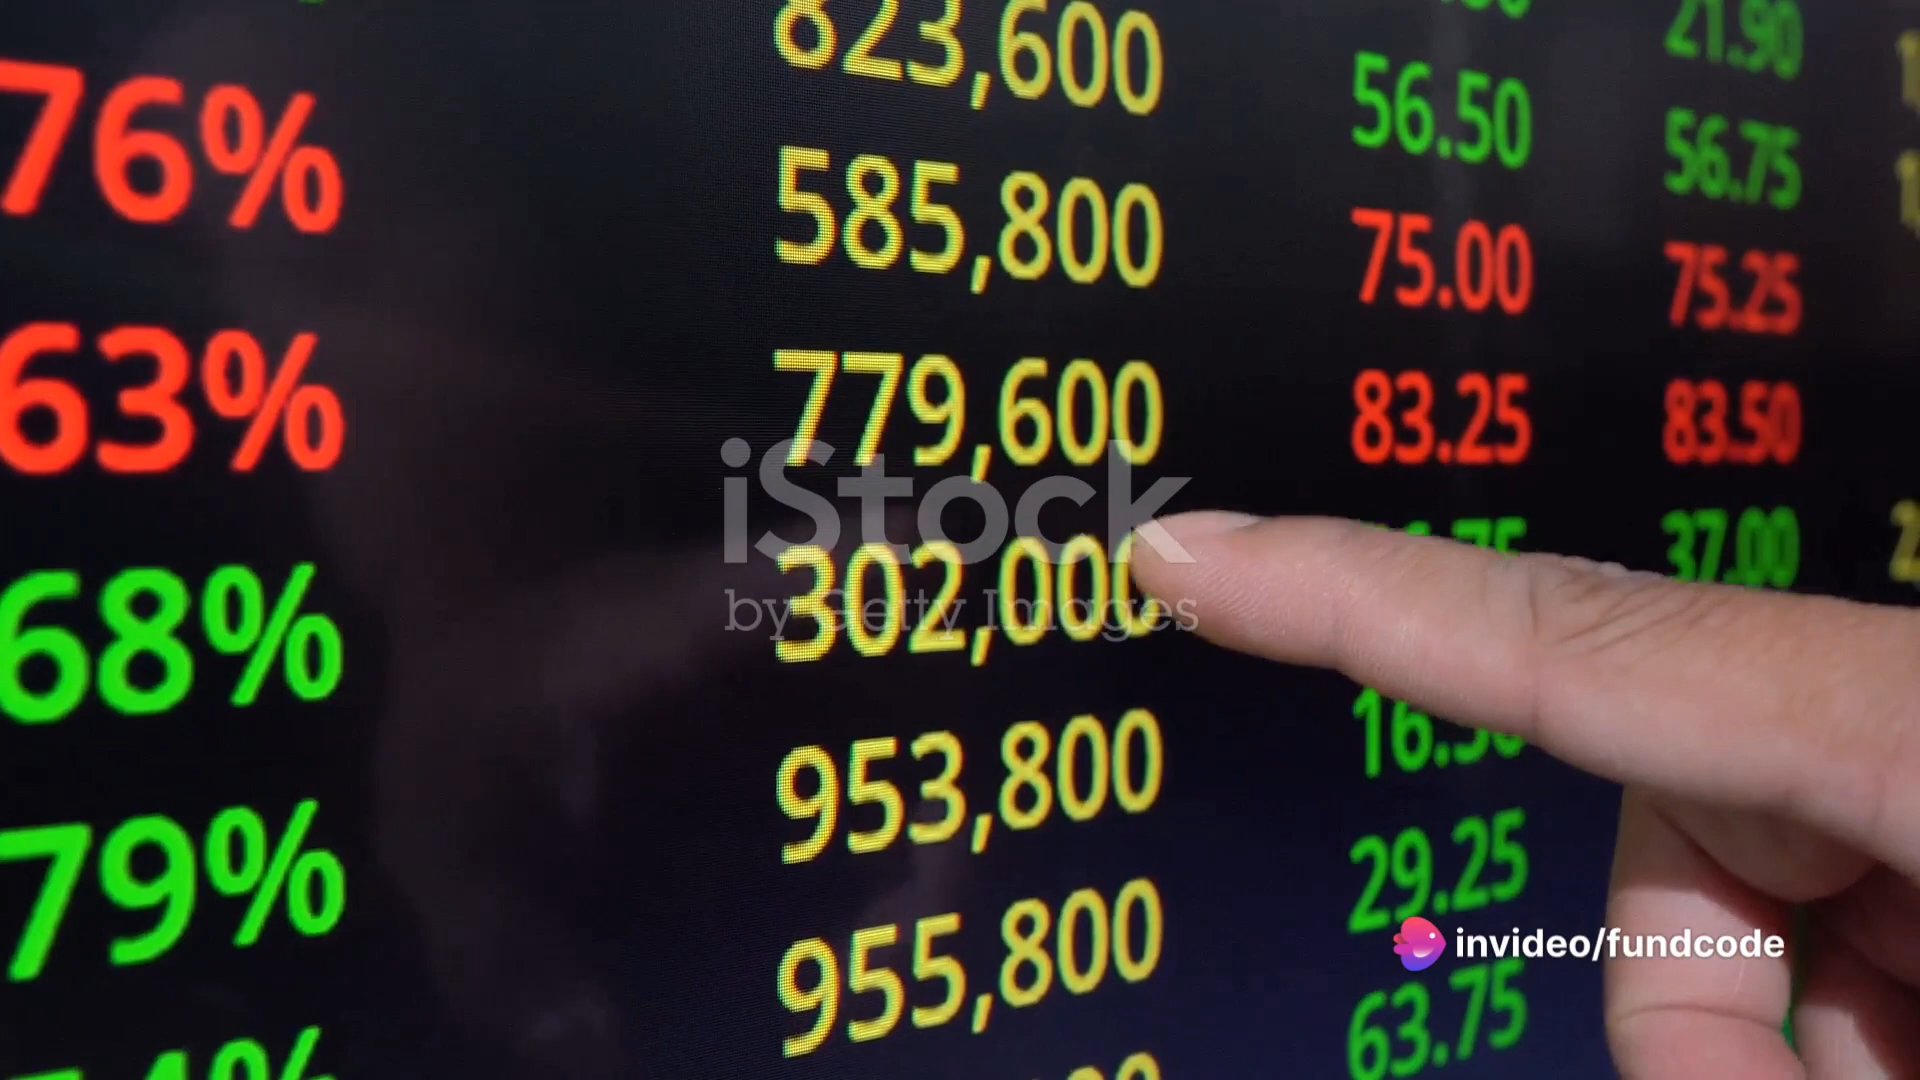 823,600 21.90
76% 56.50 56.75
585,800 75.00 75.25
63% 779,600 83.25 83.50
iStock
37.00
68% 302,000
by Getty Images
953,800 16.50
79% 29.25
invideo/fundcode
955,800 63.75